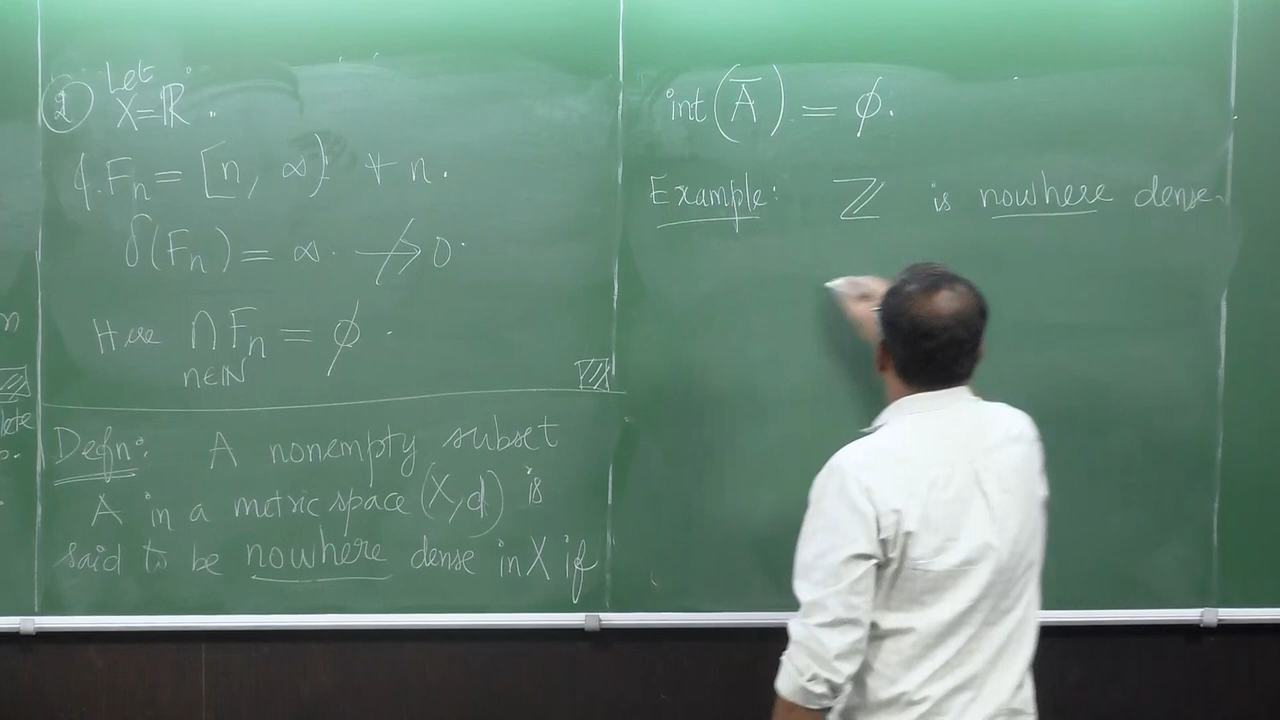 n
lete
② Let
X=ℝ.
&. Fₙ = [n, ∞) ∀ n.
δ(Fₙ) = ∞ ↛ 0.
Here ∩ Fₙ = ϕ.
n∈ℕ
Defn: A nonempty subset
A in a metric space (X,d) is
said to be nowhere dense in X if
int(A̅) = ϕ.
Example: ℤ is nowhere dense.